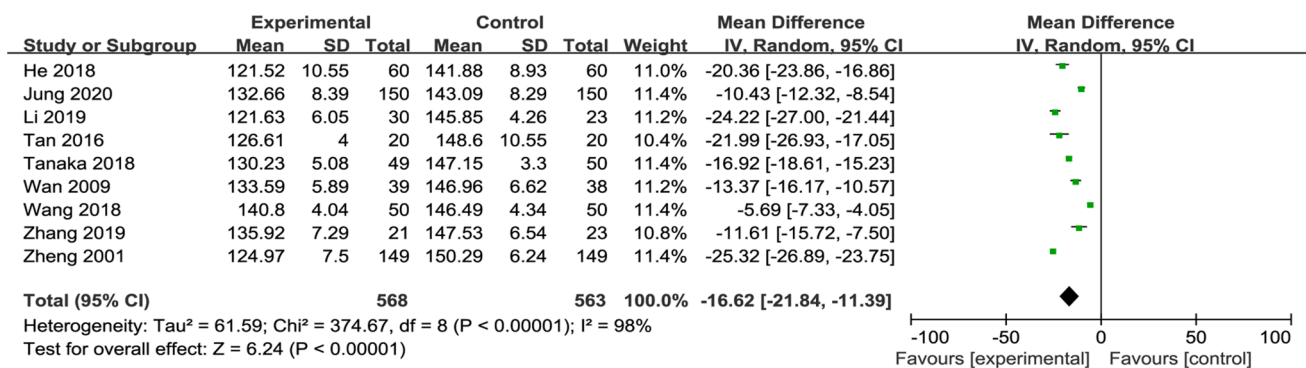 Experimental Control Mean Difference Mean Difference
Study or Subgroup Mean SD Total Mean SD Total Weight IV, Random, 95% CI IV, Random, 95% CI
He 2018 121.52 10.55 60 141.88 8.93 60 11.0% -20.36 [-23.86, -16.86]
Jung 2020 132.66 8.39 150 143.09 8.29 150 11.4% -10.43 [-12.32, -8.54]
Li 2019 121.63 6.05 30 145.85 4.26 23 11.2% -24.22 [-27.00, -21.44]
Tan 2016 126.61 4 20 148.6 10.55 20 10.4% -21.99 [-26.93, -17.05]
Tanaka 2018 130.23 5.08 49 147.15 3.3 50 11.4% -16.92 [-18.61, -15.23]
Wan 2009 133.59 5.89 39 146.96 6.62 38 11.2% -13.37 [-16.17, -10.57]
Wang 2018 140.8 4.04 50 146.49 4.34 50 11.4% -5.69 [-7.33, -4.05]
Zhang 2019 135.92 7.29 21 147.53 6.54 23 10.8% -11.61 [-15.72, -7.50]
Zheng 2001 124.97 7.5 149 150.29 6.24 149 11.4% -25.32 [-26.89, -23.75]
Total (95% CI) 568 563 100.0% -16.62 [-21.84, -11.39]
Heterogeneity: Tau² = 61.59; Chi² = 374.67, df = 8 (P < 0.00001); I² = 98%
Test for overall effect: Z = 6.24 (P < 0.00001)
-100 -50 0 50 100
Favours [experimental] Favours [control]